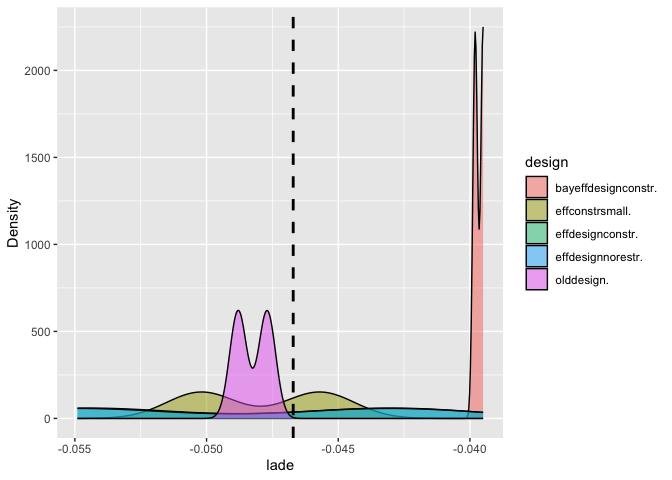 Density
2000
1500
1000
500
0
-0.055
-0.050
-0.045
-0.040
lade
design
bayeffdesignconstr.
effconstrsmall.
effdesignconstr.
effdesignnorestr.
olddesign.